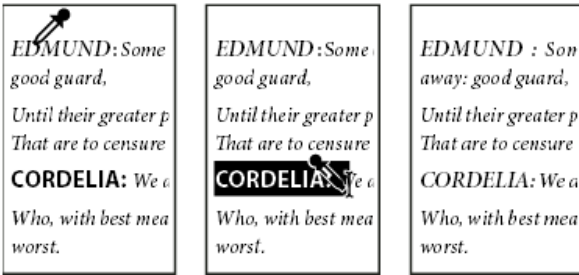 EDMUND: Some
good guard,
Until their greater p
That are to censure
CORDELIA: We a
Who, with best mea
worst.
EDMUND: Some
good guard,
Until their greater p
That are to censure
CORDELIA: We a
Who, with best mea
worst.
EDMUND : Son
away: good guard,
Until their greater p
That are to censure
CORDELIA: We a
Who, with best mea
worst.